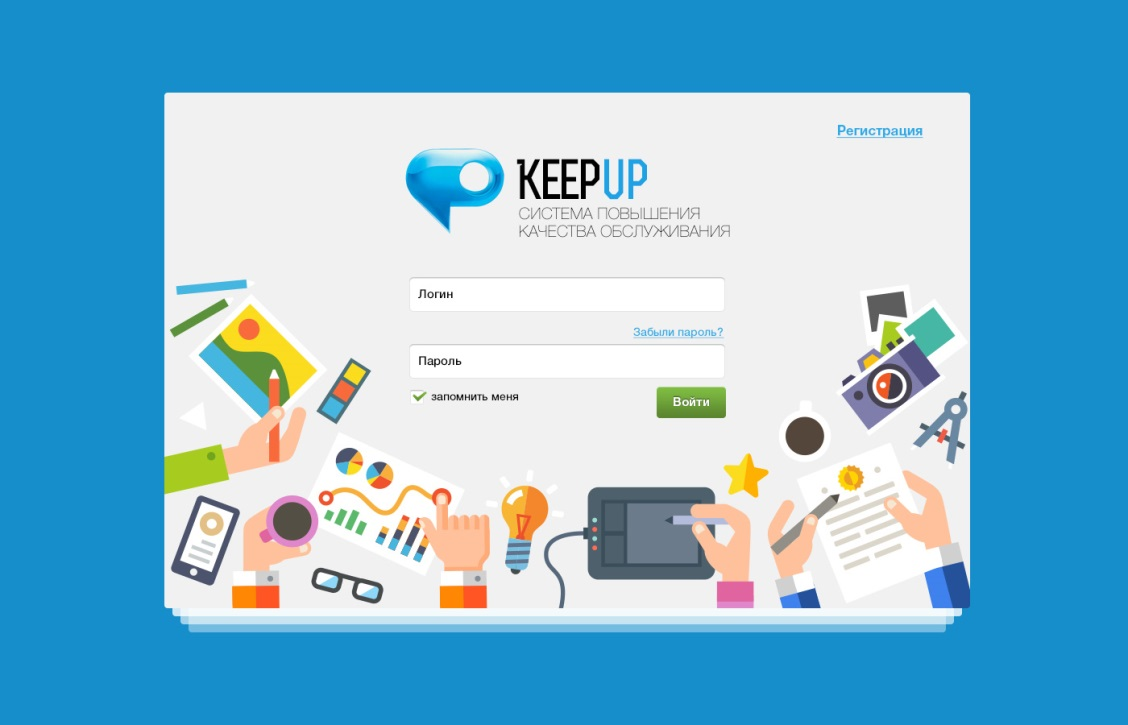 Регистрация
KEEPUP
СИСТЕМА ПОВЫШЕНИЯ
КАЧЕСТВА ОБСЛУЖИВАНИЯ
Логин
Забыли пароль?
Пароль
запомнить меня
Войти